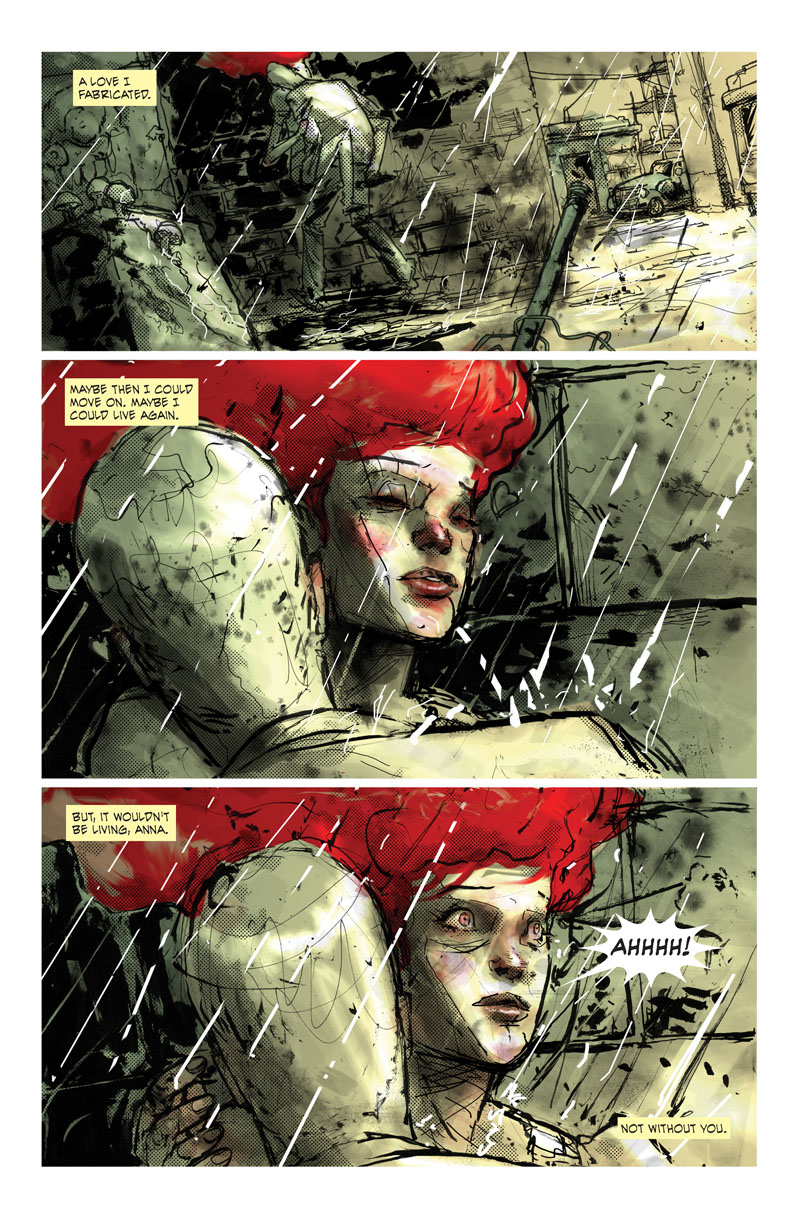 A LOVE I
FABRICATED.
MAYBE THEN I COULD
MOVE ON. MAYBE I
COULD LIVE AGAIN.
BUT, IT WOULDN'T
BE LIVING, ANNA.
AHHHH!
NOT WITHOUT YOU.